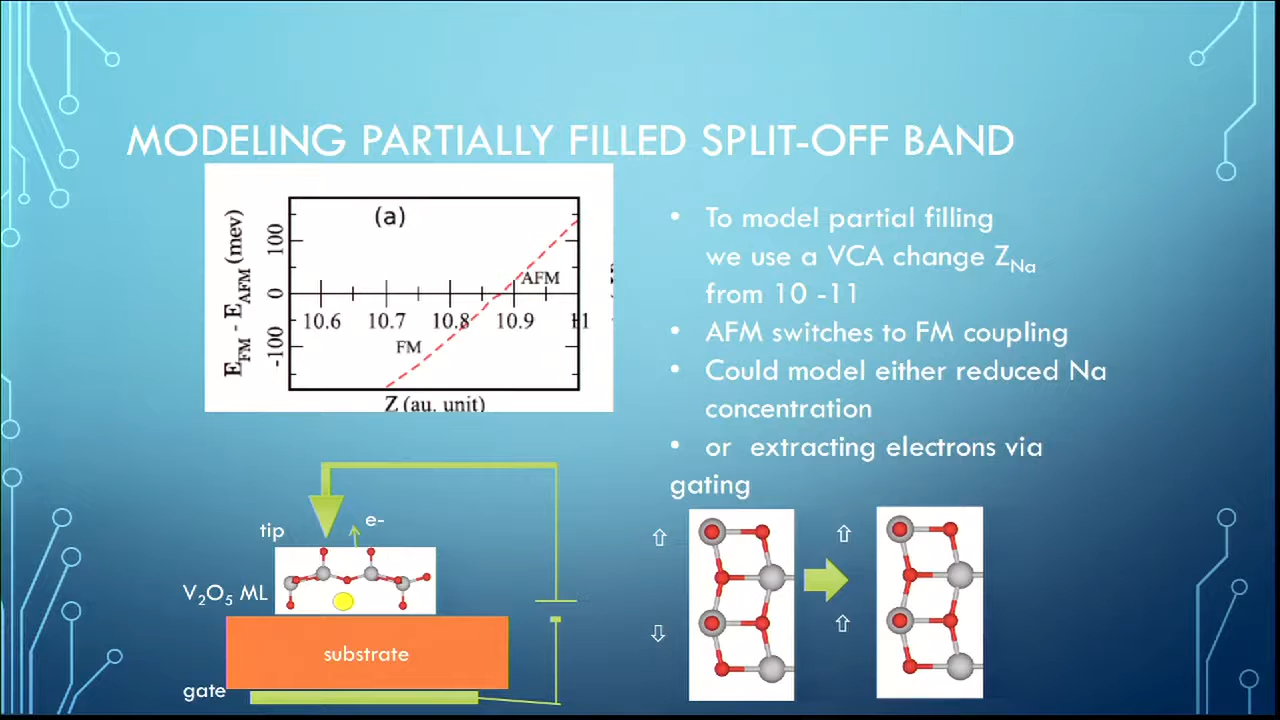 MODELING PARTIALLY FILLED SPLIT-OFF BAND
(a)
E_FM - E_AFM (mev)
100
0
-100
10.6 10.7 10.8 10.9 11
AFM
FM
Z (au. unit)
• To model partial filling
we use a VCA change Z_Na
from 10 -11
• AFM switches to FM coupling
• Could model either reduced Na
concentration
• or extracting electrons via
gating
tip
e-
V₂O₅ ML
substrate
gate